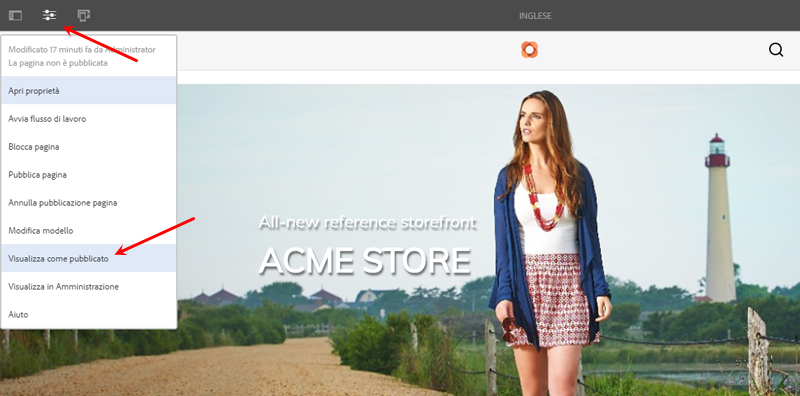 INGLESE
Modificato 17 minuti fa da Administrator
La pagina non è pubblicata
Apri proprietà
Avvia flusso di lavoro
Blocca pagina
Pubblica pagina
Annulla pubblicazione pagina
Modifica modello
Visualizza come pubblicato
Visualizza in Amministrazione
Aiuto
All-new reference storefront
ACME STORE